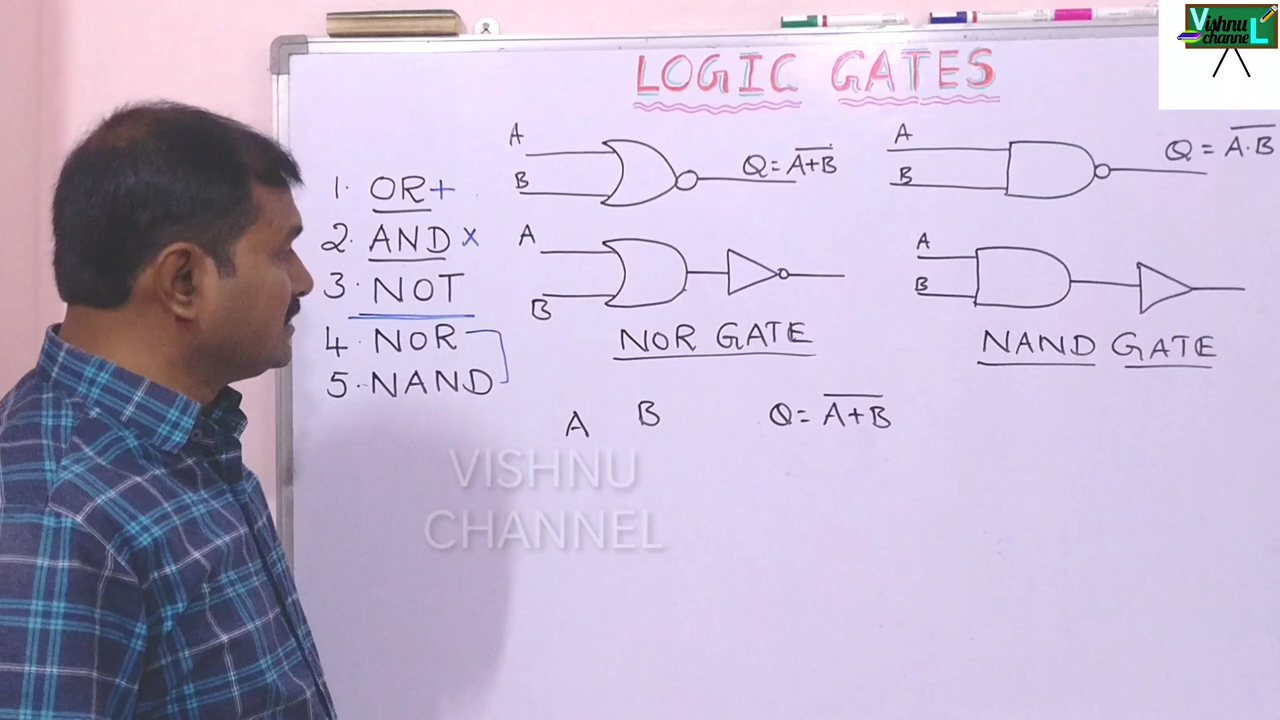 Vishnu
channel
LOGIC GATES
1. OR+
2. AND x
3. NOT
4. NOR
5. NAND
A
B
Q = A̅+̅B̅
A
B
NOR GATE
A
B
Q = A̅.̅B̅
A
B
NAND GATE
A B Q = A̅+̅B̅
VISHNU
CHANNEL